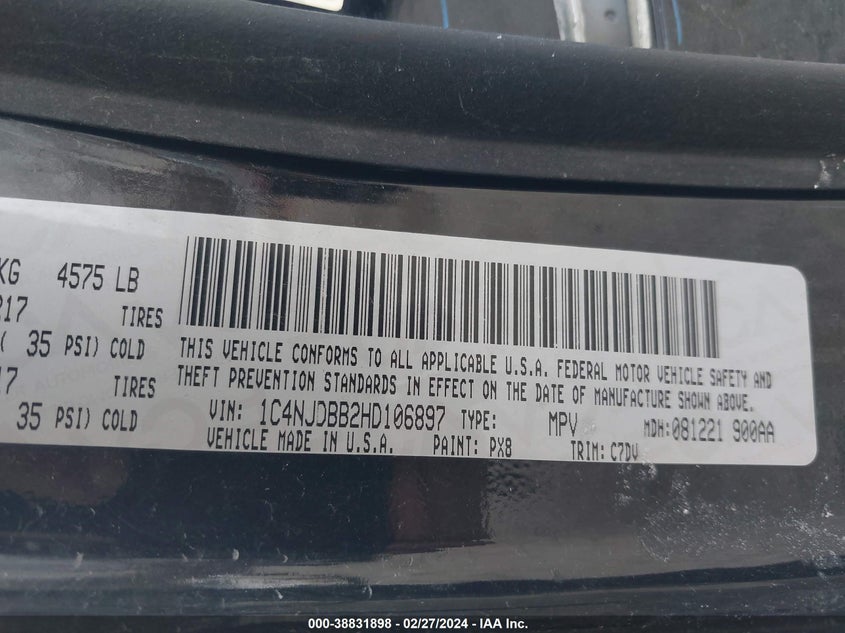 KG 4575 LB
17 TIRES
( 35 PSI) COLD
17 TIRES
35 PSI) COLD
THIS VEHICLE CONFORMS TO ALL APPLICABLE U.S.A. FEDERAL MOTOR VEHICLE SAFETY AND
THEFT PREVENTION STANDARDS IN EFFECT ON THE DATE OF MANUFACTURE SHOWN ABOVE.
VIN: 1C4NJDBB2HD106897 TYPE: MPV MDH: 081221 900AA
VEHICLE MADE IN U.S.A. PAINT: PX8 TRIM: C7DV
000-38831898 - 02/27/2024 - IAA Inc.